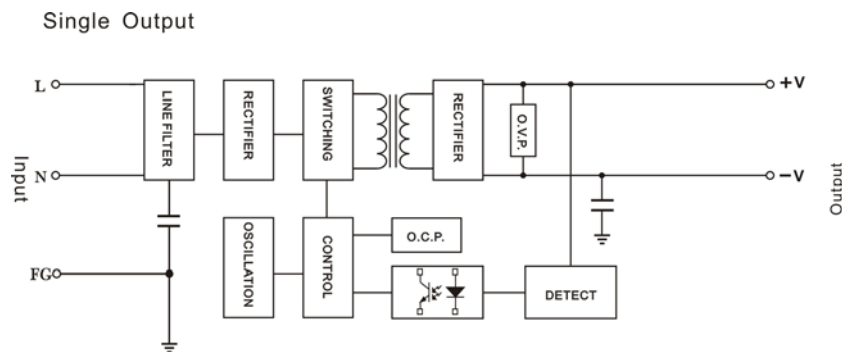 Single Output
L
N
FG
Input
LINE FILTER
RECTIFIER
SWITCHING
RECTIFIER
O.V.P.
+V
−V
Output
OSCILLATION
CONTROL
O.C.P.
DETECT